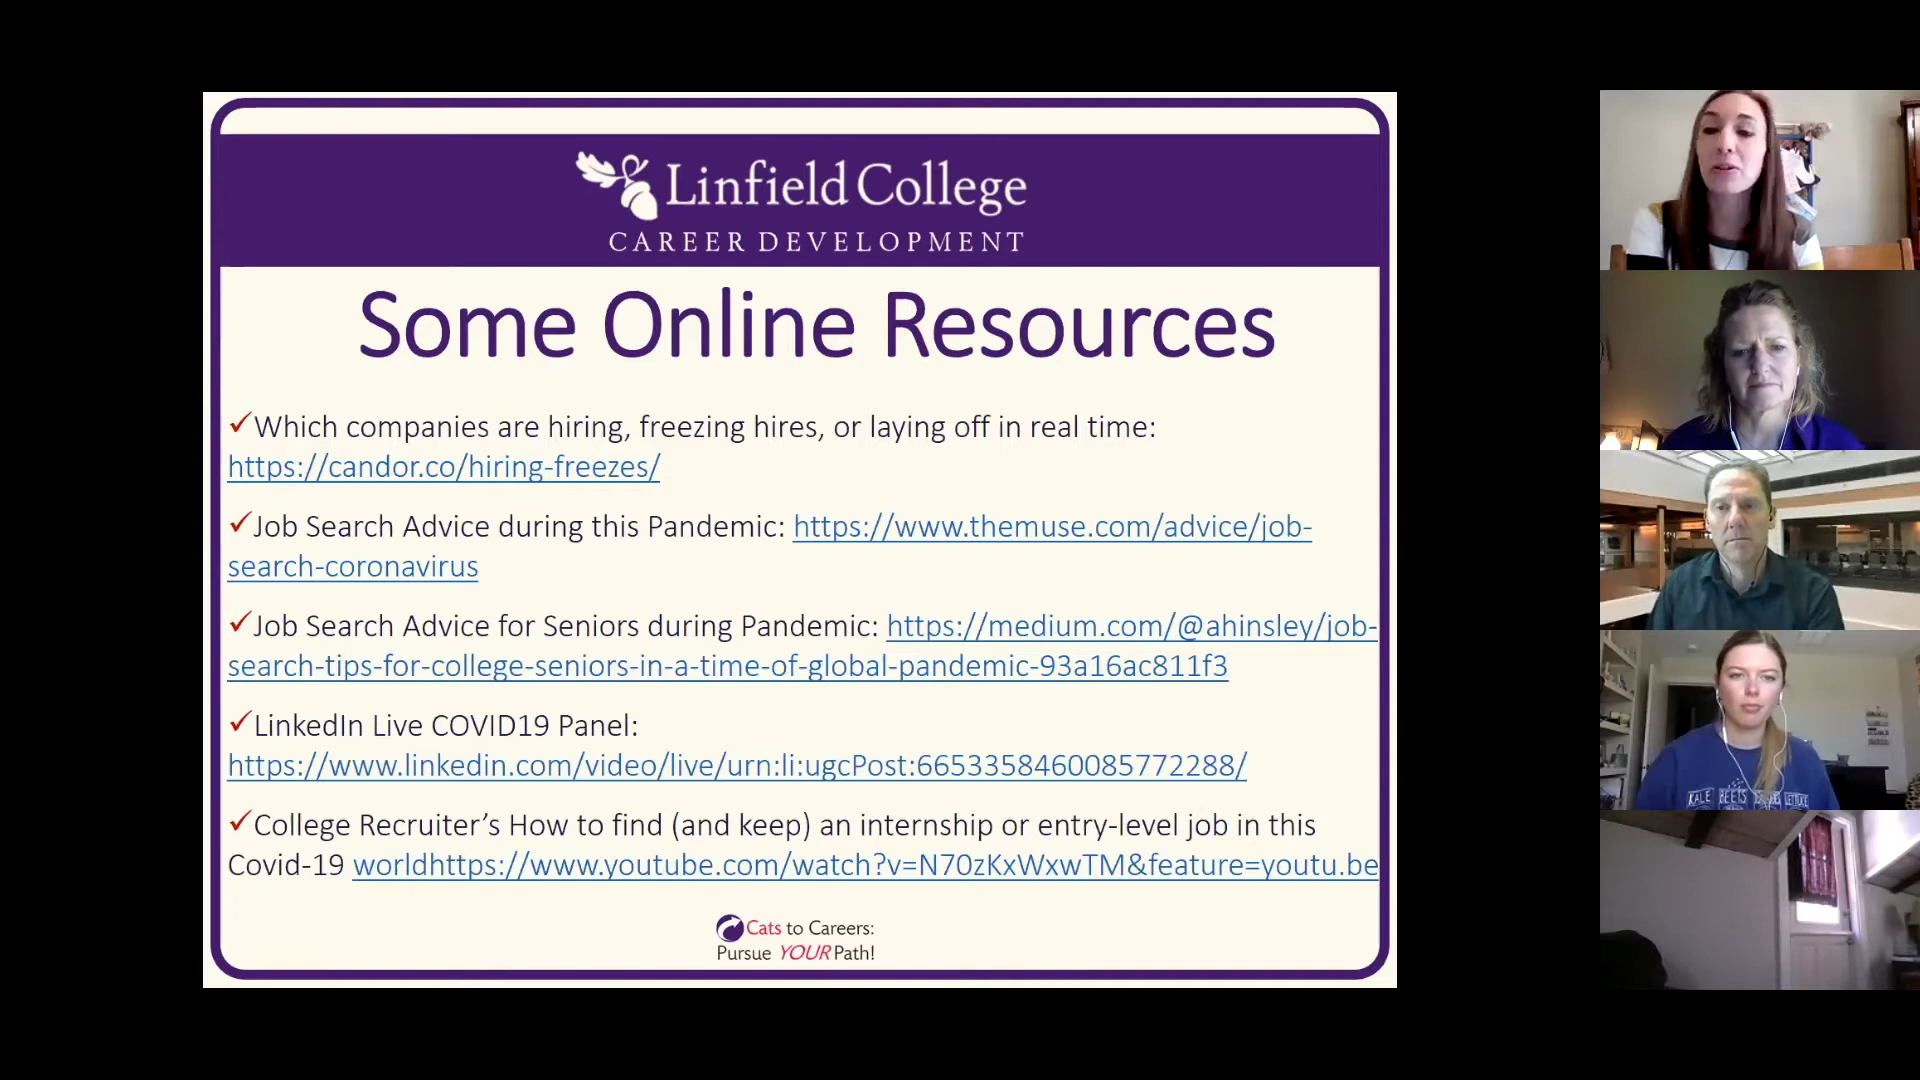 Linfield College
CAREER DEVELOPMENT
Some Online Resources
✓Which companies are hiring, freezing hires, or laying off in real time:
https://candor.co/hiring-freezes/
✓Job Search Advice during this Pandemic: https://www.themuse.com/advice/job-
search-coronavirus
✓Job Search Advice for Seniors during Pandemic: https://medium.com/@ahinsley/job-
search-tips-for-college-seniors-in-a-time-of-global-pandemic-93a16ac811f3
✓LinkedIn Live COVID19 Panel:
https://www.linkedin.com/video/live/urn:li:ugcPost:6653358460085772288/
✓College Recruiter’s How to find (and keep) an internship or entry-level job in this
Covid-19 worldhttps://www.youtube.com/watch?v=N70zKxWxwTM&feature=youtu.be
Cats to Careers:
Pursue YOUR Path!
KALE BEETS LETTUCE